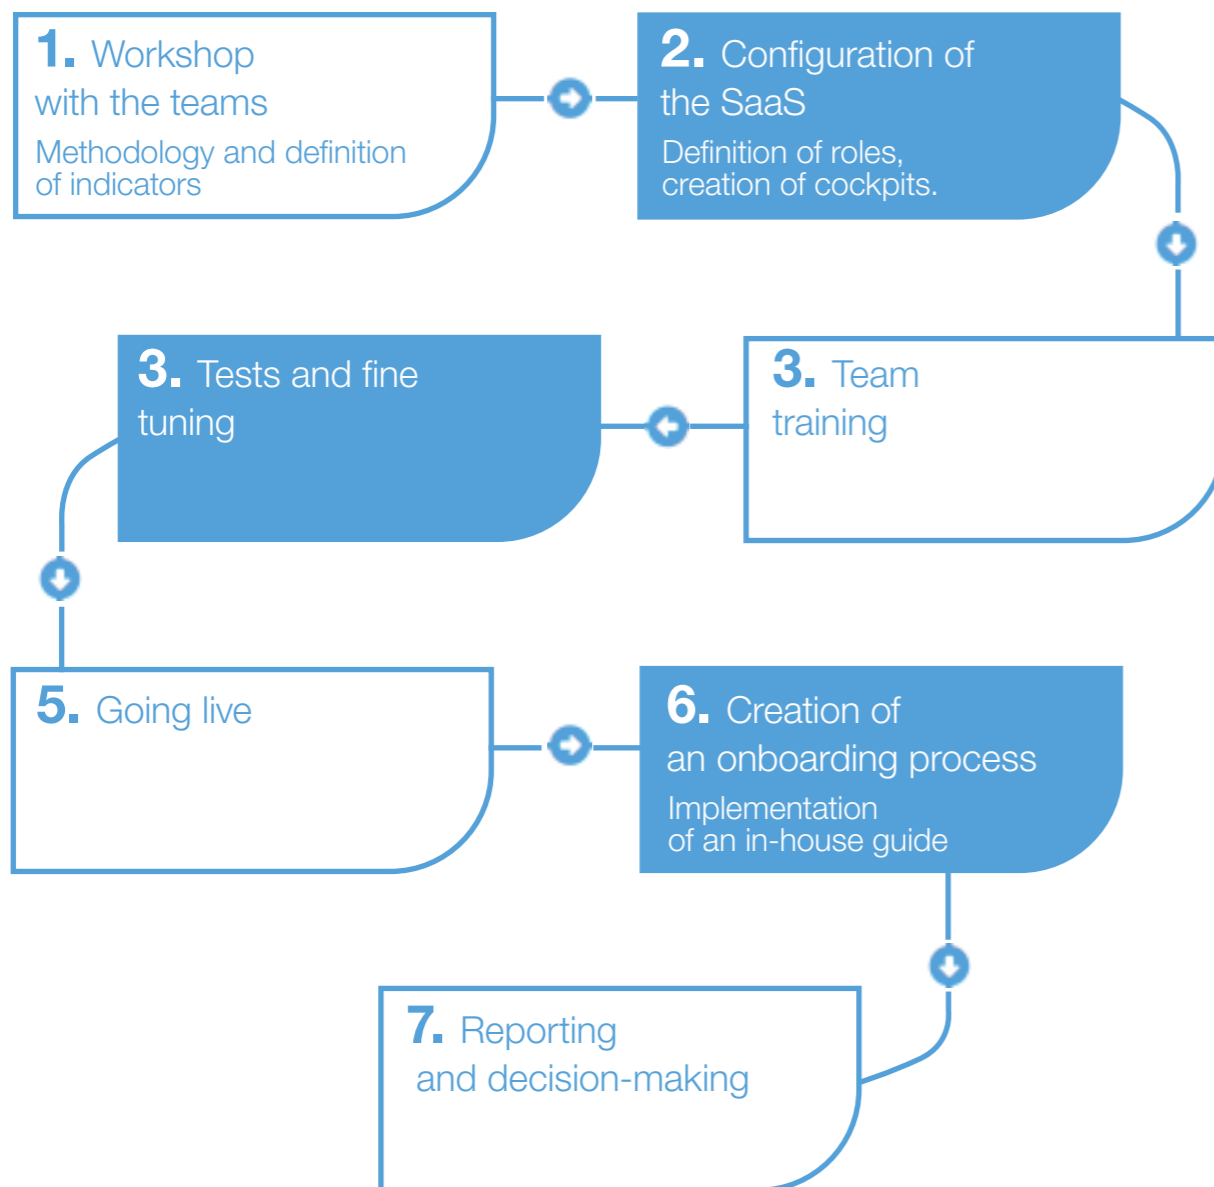 1. Workshop
with the teams
Methodology and definition
of indicators
2. Configuration of
the SaaS
Definition of roles,
creation of cockpits.
3. Team
training
3. Tests and fine
tuning
5. Going live
6. Creation of
an onboarding process
Implementation
of an in-house guide
7. Reporting
and decision-making